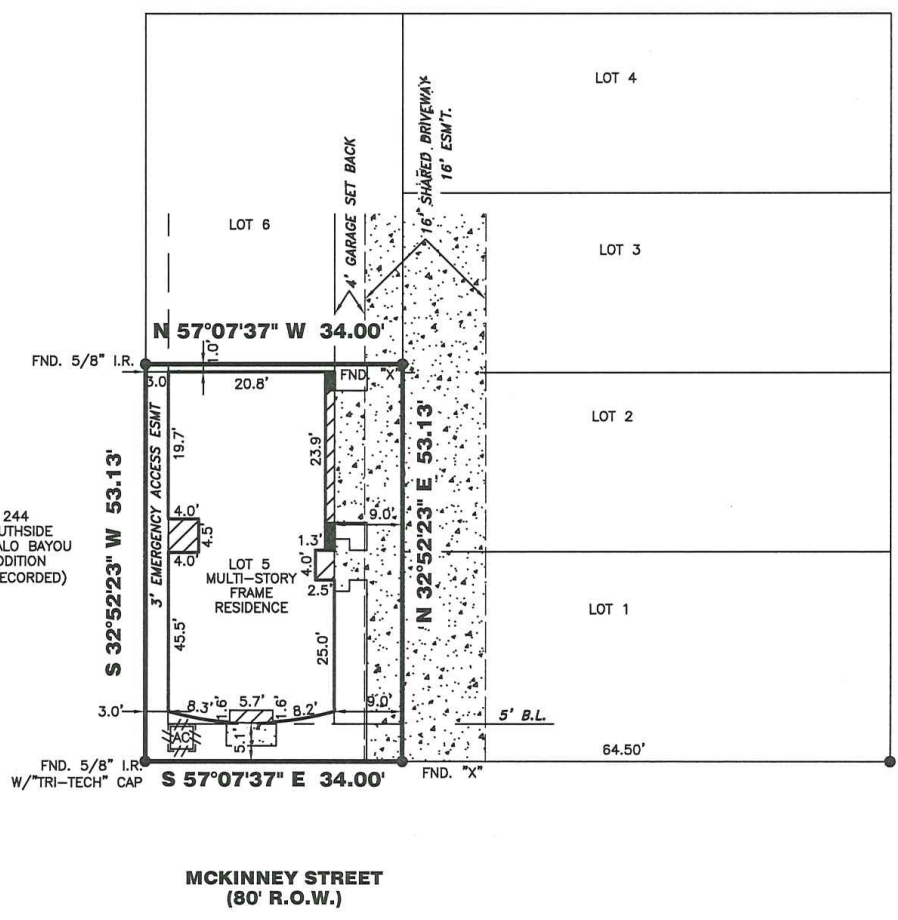 LOT 4
4' GARAGE SET BACK
16' SHARED DRIVEWAY
16' ESM'T.
LOT 6
LOT 3
N 57°07'37" W 34.00'
FND. 5/8" I.R.
1.0'
3.0
20.8'
FND. "X"
3' EMERGENCY ACCESS ESMT
19.7'
23.9'
S 32°52'23" W 53.13'
N 32°52'23" E 53.13'
LOT 2
244
UTHSIDE
ALO BAYOU
DDITION
ECORDED)
4.0'
4.5'
4.0'
9.0'
1.3'
4.0'
2.5'
LOT 5
MULTI-STORY
FRAME
RESIDENCE
LOT 1
45.5'
25.0'
3.0'
8.3'
1.6'
5.7'
1.6'
8.2'
9.0'
5' B.L.
AC
5.1'
64.50'
FND. 5/8" I.R.
W/"TRI-TECH" CAP
S 57°07'37" E 34.00'
FND. "X"
MCKINNEY STREET
(80' R.O.W.)